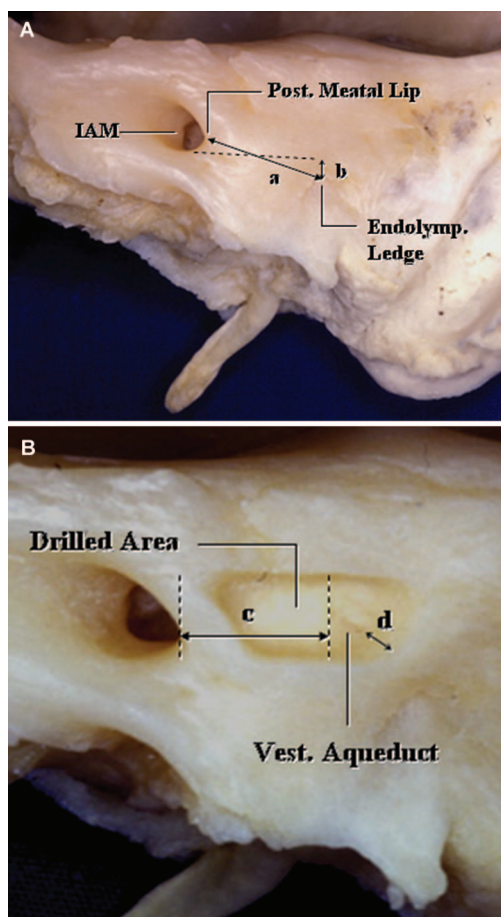 A
Post. Meatal Lip
IAM
a
b
Endolymp.
Ledge
B
Drilled Area
c
d
Vest. Aqueduct